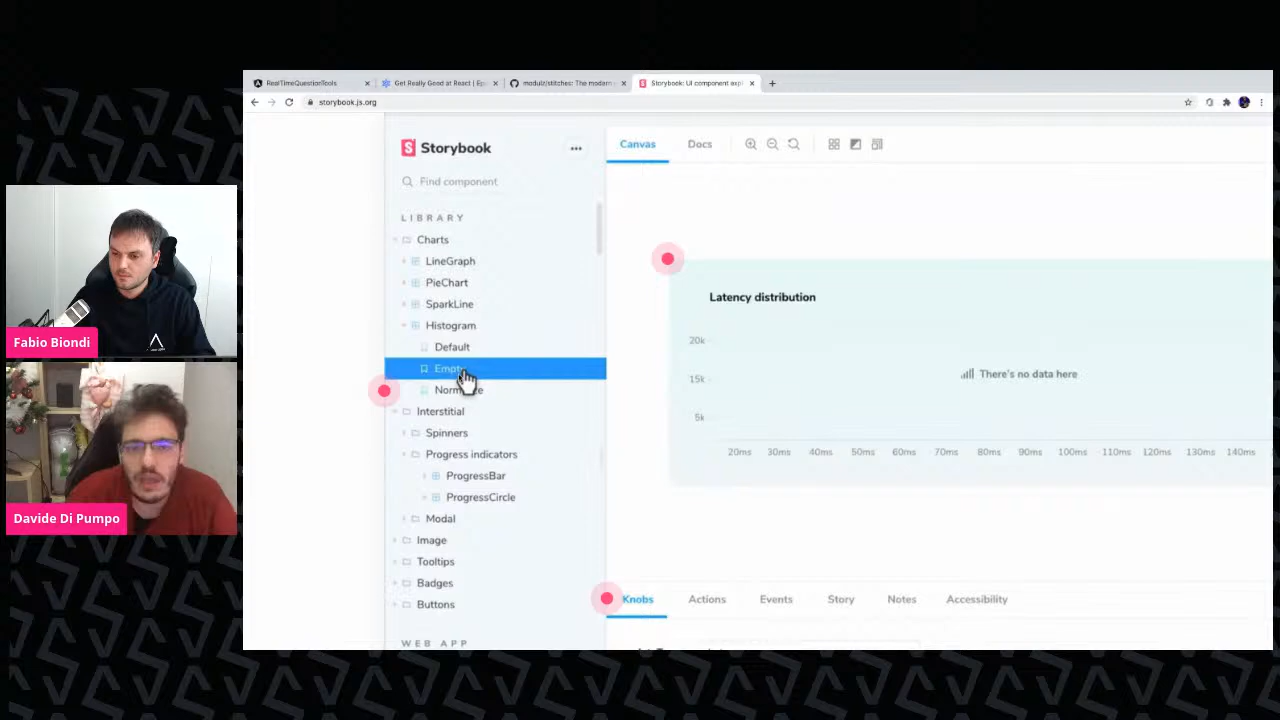 RealTimeQuestionTools
Get Really Good at React | Ep
modulz/stitches: The modern
Storybook: UI component expl
storybook.js.org
Storybook
Canvas
Docs
Find component
LIBRARY
Charts
LineGraph
PieChart
SparkLine
Histogram
Default
Empty
Interstitial
Spinners
Progress indicators
ProgressBar
ProgressCircle
Modal
Image
Tooltips
Badges
Buttons
WEB APP
Latency distribution
20k
15k
5k
There's no data here
20ms 30ms 40ms 50ms 60ms 70ms 80ms 90ms 100ms 110ms 120ms 130ms 140ms
Knobs
Actions
Events
Story
Notes
Accessibility
Fabio Biondi
Davide Di Pumpo